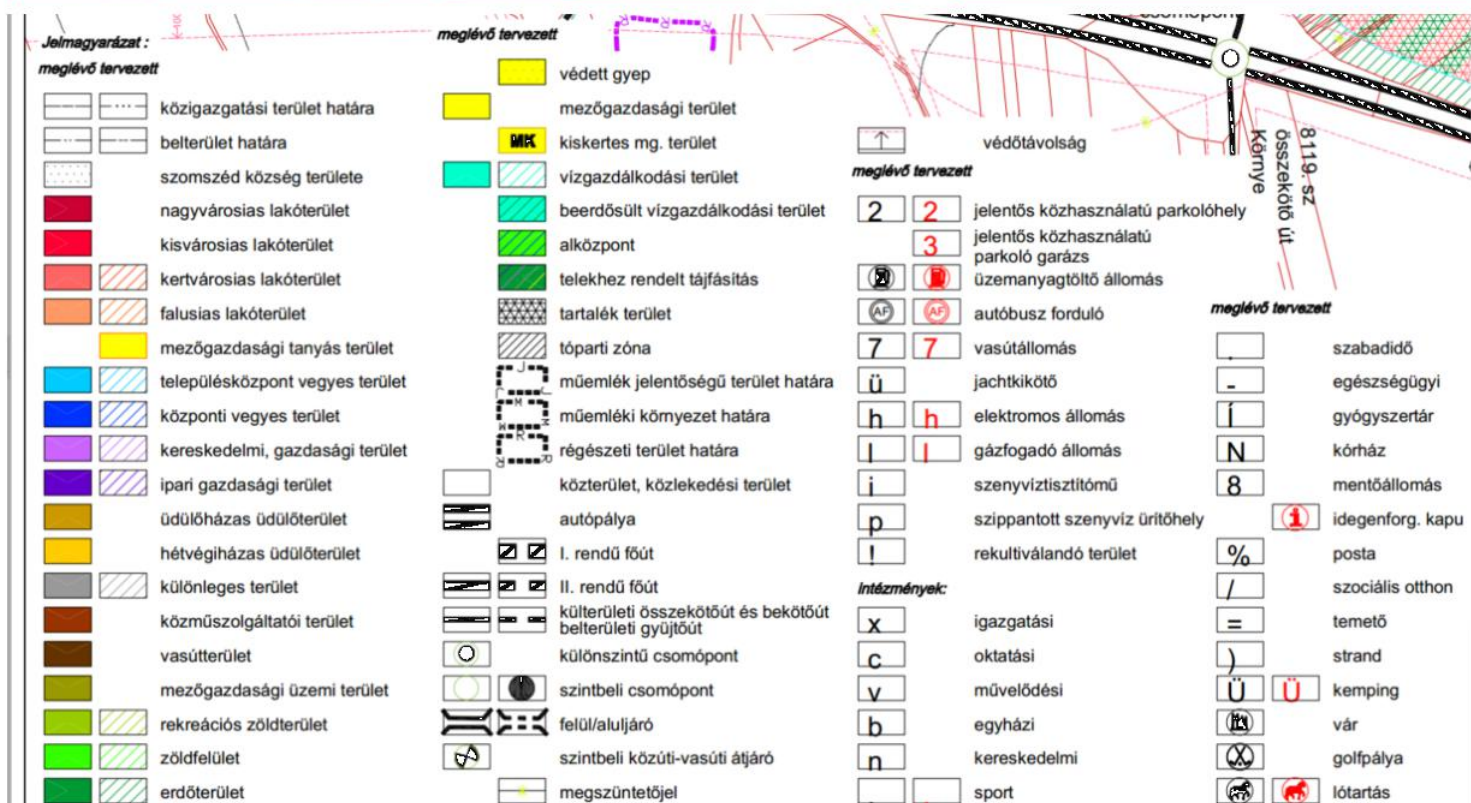 Jelmagyarázat :
meglévő tervezett
közigazgatási terület határa
belterület határa
szomszéd község területe
nagyvárosias lakóterület
kisvárosias lakóterület
kertvárosias lakóterület
falusias lakóterület
mezőgazdasági tanyás terület
településközpont vegyes terület
központi vegyes terület
kereskedelmi, gazdasági terület
ipari gazdasági terület
üdülőházas üdülőterület
hétvégiházas üdülőterület
különleges terület
közműszolgáltatói terület
vasútterület
mezőgazdasági üzemi terület
rekreációs zöldterület
zöldfelület
erdőterület
meglévő tervezett
védett gyep
mezőgazdasági terület
MK kiskertes mg. terület
vízgazdálkodási terület
beerdősült vízgazdálkodási terület
alközpont
telekhez rendelt tájfásítás
tartalék terület
tóparti zóna
J műemlék jelentőségű terület határa
M műemléki környezet határa
R régészeti terület határa
közterület, közlekedési terület
autópálya
I. rendű főút
II. rendű főút
külterületi összekötőút és bekötőút
belterületi gyüjtőút
különszintű csomópont
szintbeli csomópont
felül/aluljáró
szintbeli közúti-vasúti átjáró
megszüntetőjel
védőtávolság
meglévő tervezett
2 2 jelentős közhasználatú parkolóhely
3 jelentős közhasználatú
parkoló garázs
üzemanyagtöltő állomás
AF AF autóbusz forduló
7 7 vasútállomás
ü jachtkikötő
h h elektromos állomás
l l gázfogadó állomás
i szenyvíztisztítómű
p szippantott szenyvíz ürítőhely
! rekultiválandó terület
intézmények:
x igazgatási
c oktatási
v művelődési
b egyházi
n kereskedelmi
sport
csomópont
8119. sz
összekötő út
Környe
meglévő tervezett
. szabadidő
- egészségügyi
Í gyógyszertár
N kórház
8 mentőállomás
i idegenforg. kapu
% posta
/ szociális otthon
= temető
) strand
Ü Ü kemping
vár
golfpálya
lótartás